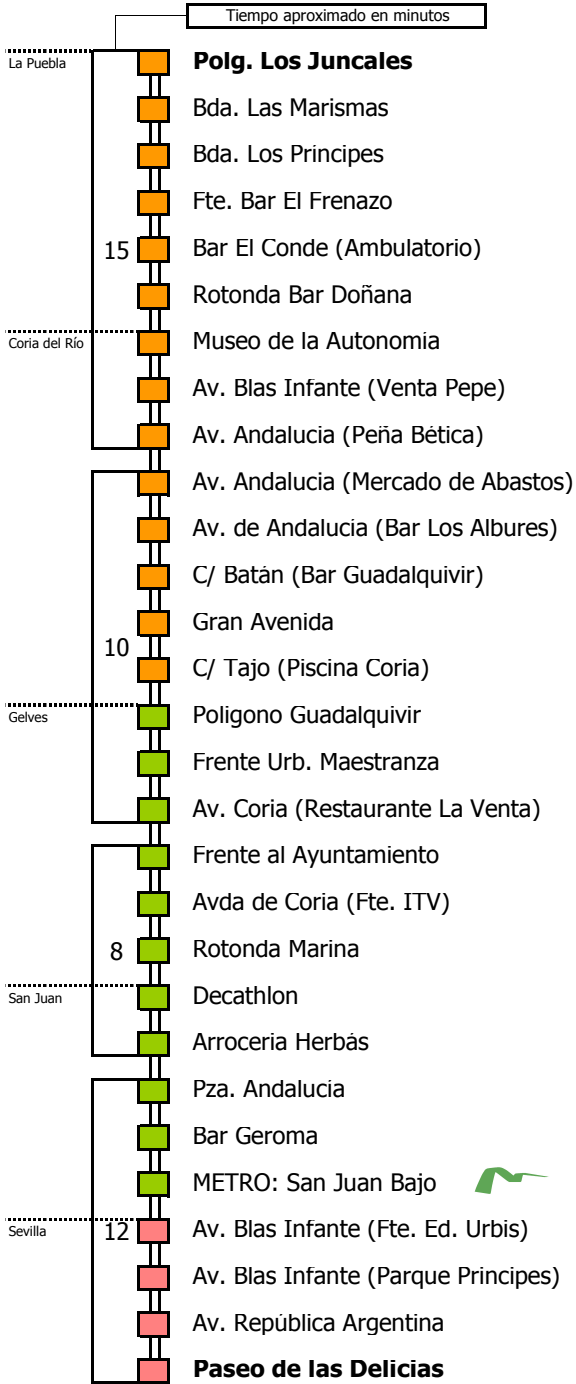 Tiempo aproximado en minutos
La Puebla
Polg. Los Juncales
Bda. Las Marismas
Bda. Los Principes
Fte. Bar El Frenazo
15
Bar El Conde (Ambulatorio)
Rotonda Bar Doñana
Coria del Río
Museo de la Autonomia
Av. Blas Infante (Venta Pepe)
Av. Andalucia (Peña Bética)
Av. Andalucia (Mercado de Abastos)
Av. de Andalucia (Bar Los Albures)
C/ Batán (Bar Guadalquivir)
Gran Avenida
10
C/ Tajo (Piscina Coria)
Gelves
Poligono Guadalquivir
Frente Urb. Maestranza
Av. Coria (Restaurante La Venta)
Frente al Ayuntamiento
Avda de Coria (Fte. ITV)
8
Rotonda Marina
San Juan
Decathlon
Arroceria Herbás
Pza. Andalucia
Bar Geroma
METRO: San Juan Bajo
Sevilla
12
Av. Blas Infante (Fte. Ed. Urbis)
Av. Blas Infante (Parque Principes)
Av. República Argentina
Paseo de las Delicias